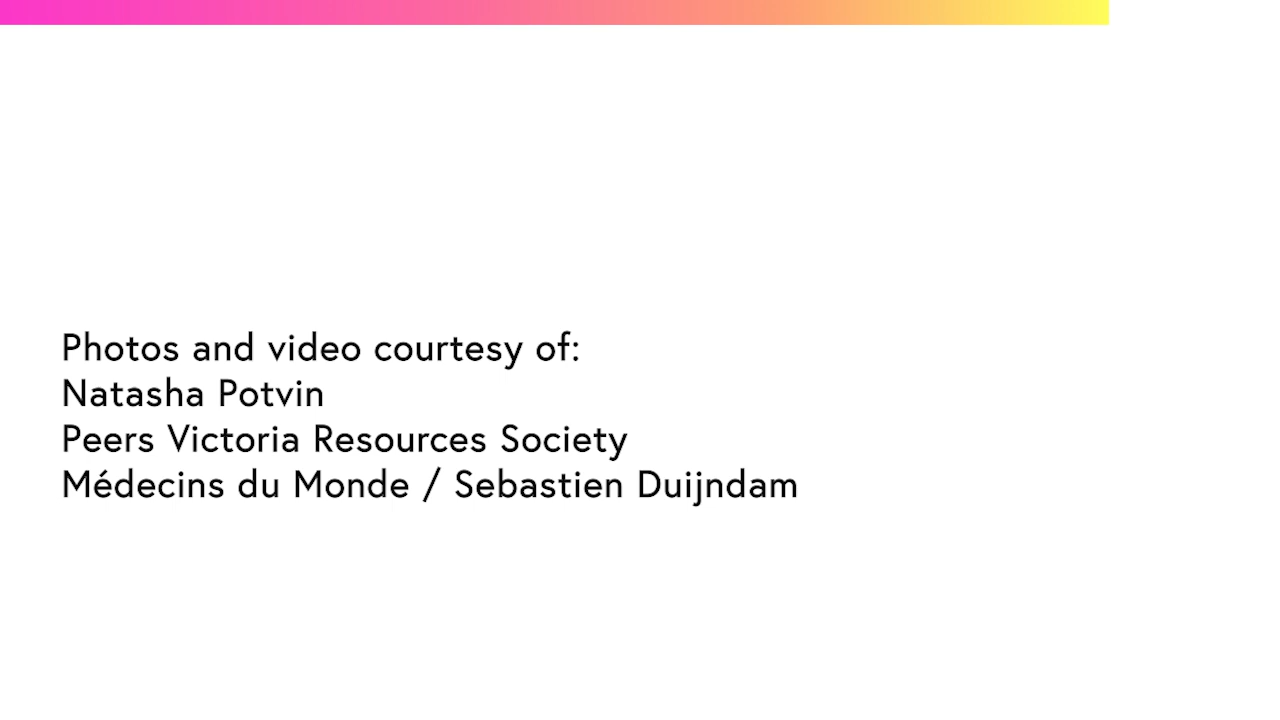 Photos and video courtesy of:
Natasha Potvin
Peers Victoria Resources Society
Médecins du Monde / Sebastien Duijndam